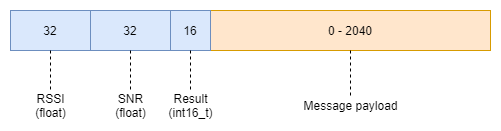 32
32
16
0 - 2040
RSSI
(float)
SNR
(float)
Result
(int16_t)
Message payload